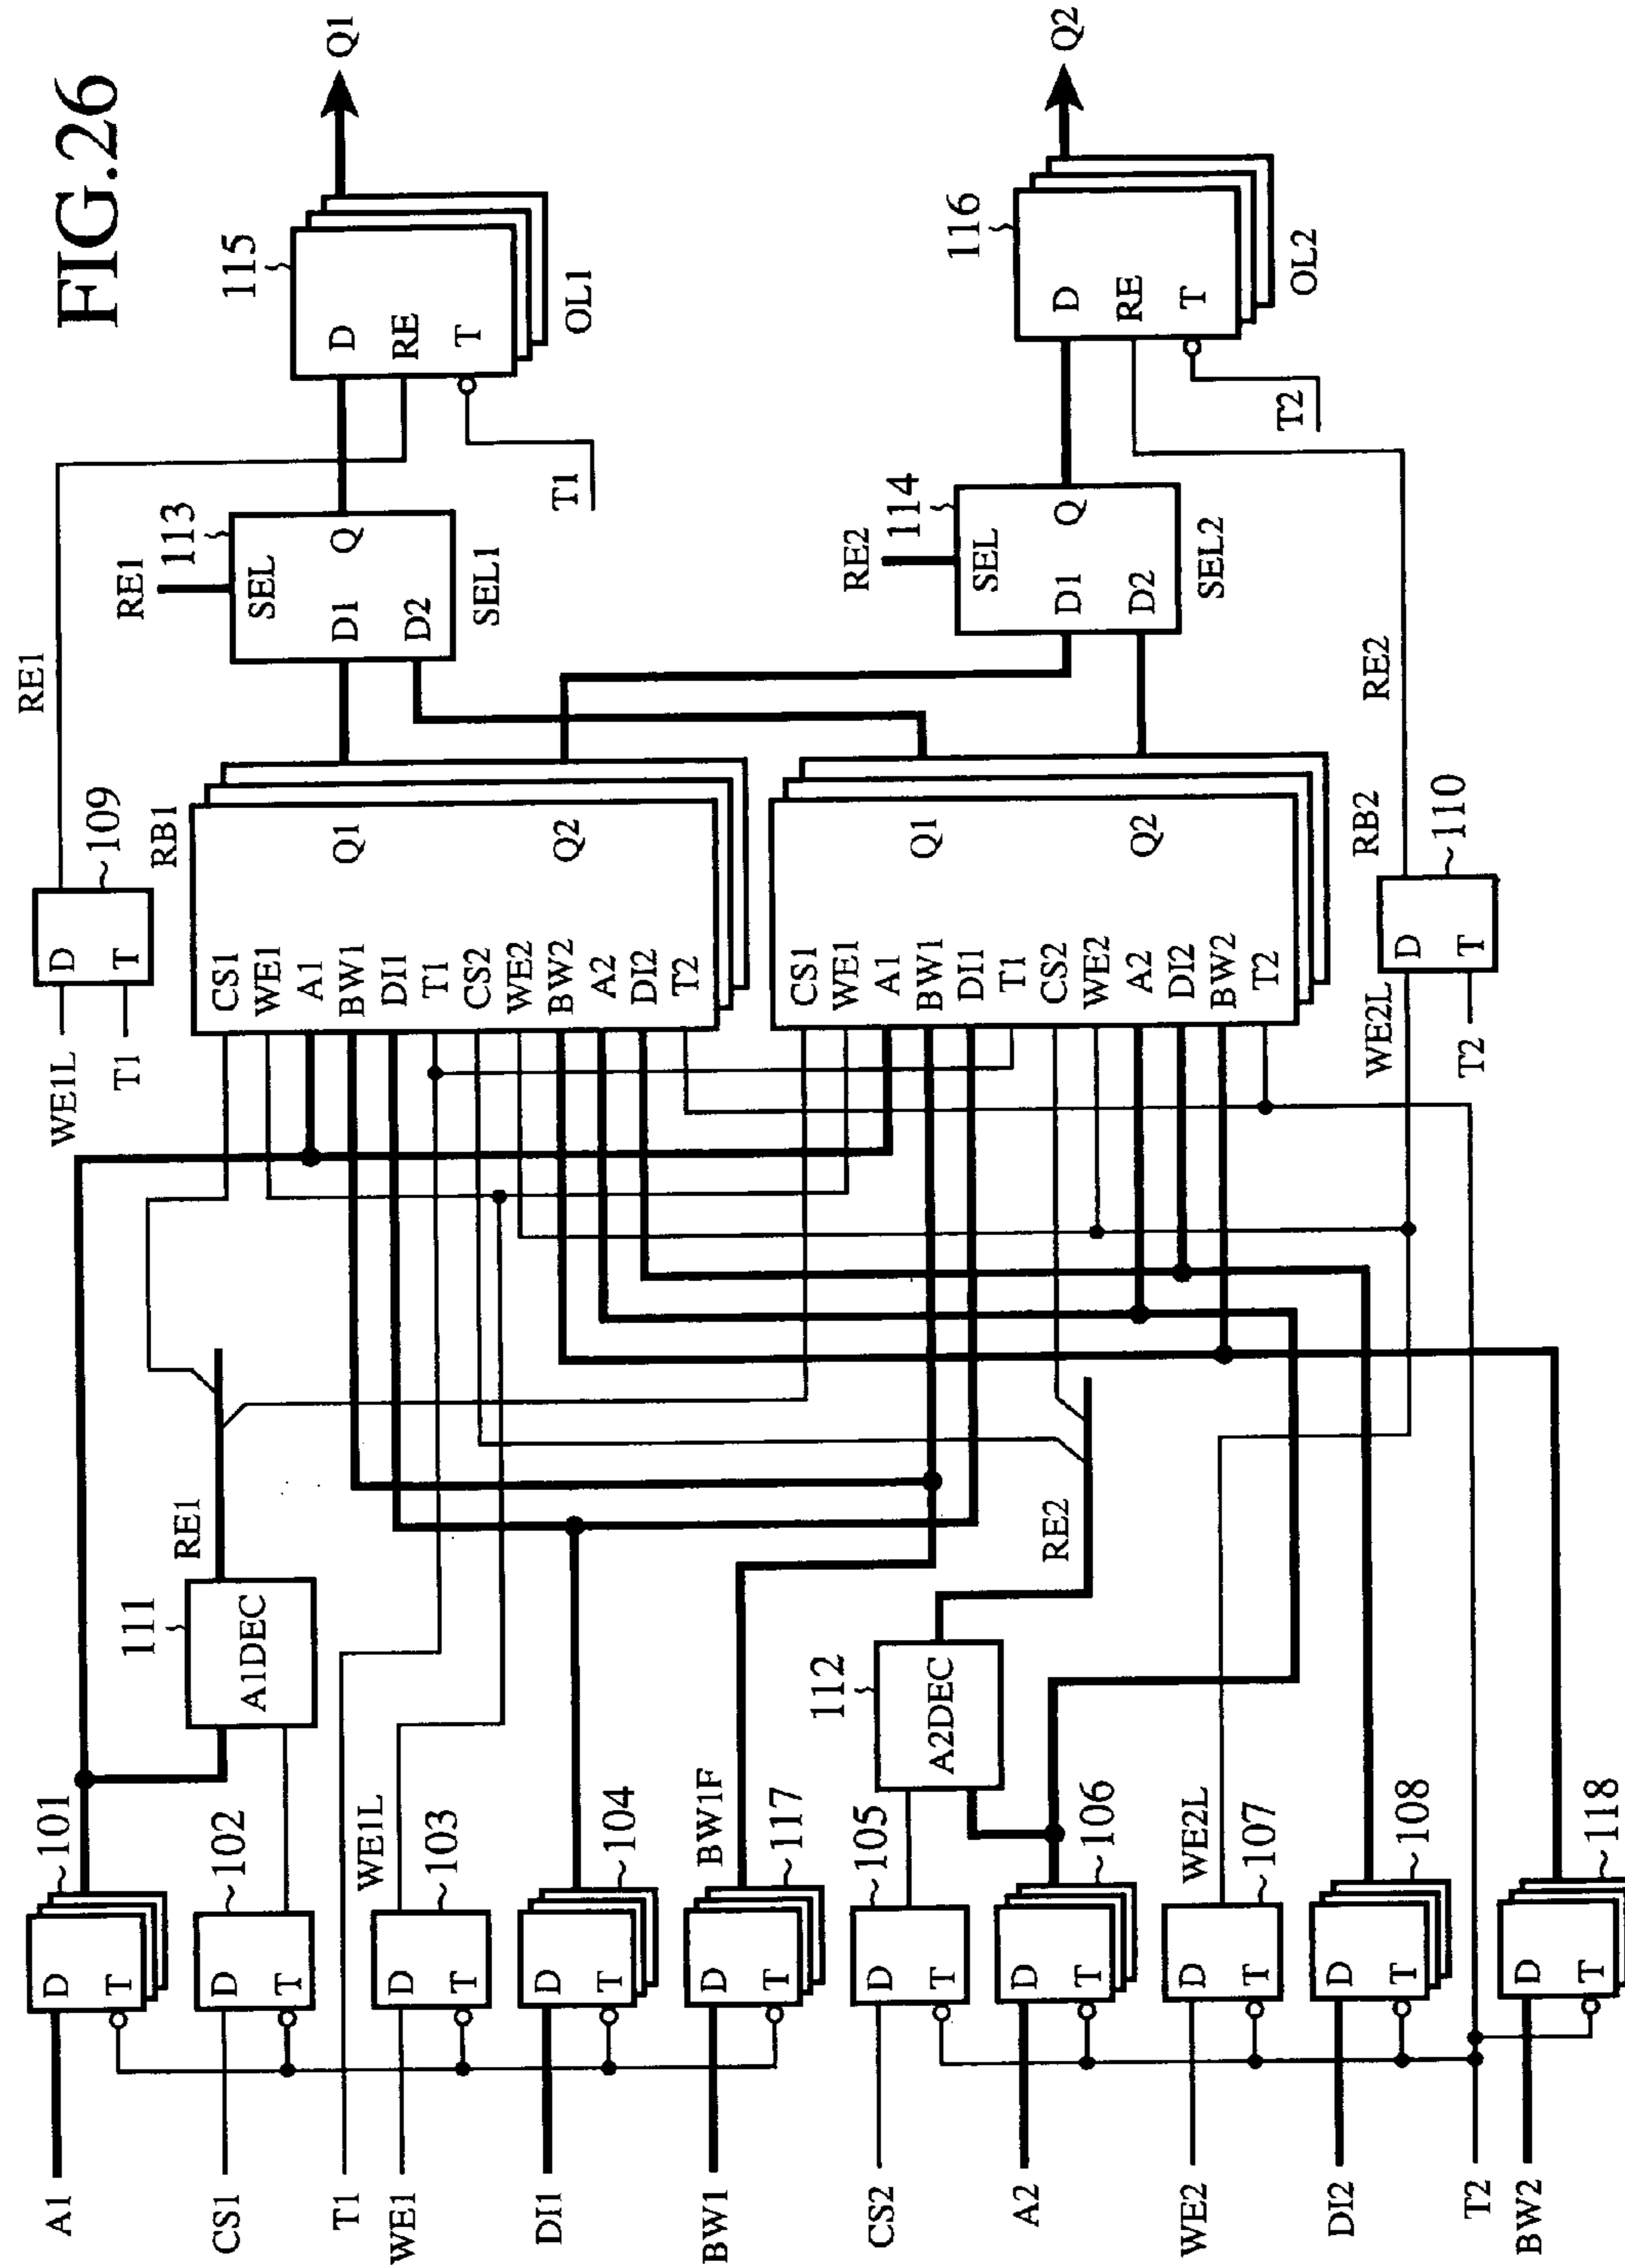 FIG.26
A1
CS1
T1
WE1
DI1
BW1
CS2
A2
WE2
DI2
T2
BW2
D
T
101
D
T
102
D
T
103
WE1L
D
T
104
D
T
117
BW1F
D
T
105
D
T
106
D
T
107
WE2L
D
T
108
D
T
118
111
A1DEC
RE1
112
A2DEC
RE2
WE1L
T1
D
T
109
RE1
RB1
CS1
WE1
A1
BW1
DI1
T1
CS2
WE2
BW2
A2
DI2
T2
Q1
Q2
CS1
WE1
A1
BW1
DI1
T1
CS2
WE2
A2
DI2
BW2
T2
Q1
Q2
RB2
WE2L
T2
D
T
110
RE2
RE1
113
SEL
D1
D2
Q
SEL1
RE2
114
SEL
D1
D2
Q
SEL2
115
D
RE
T
OL1
T1
Q1
116
D
RE
T
OL2
T2
Q2